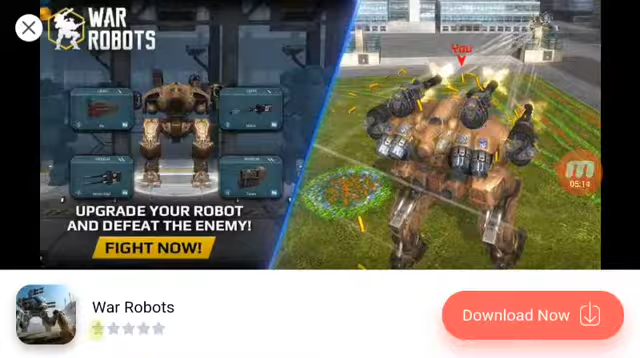 WAR
ROBOTS
You
05:14
UPGRADE YOUR ROBOT
AND DEFEAT THE ENEMY!
FIGHT NOW!
War Robots
Download Now